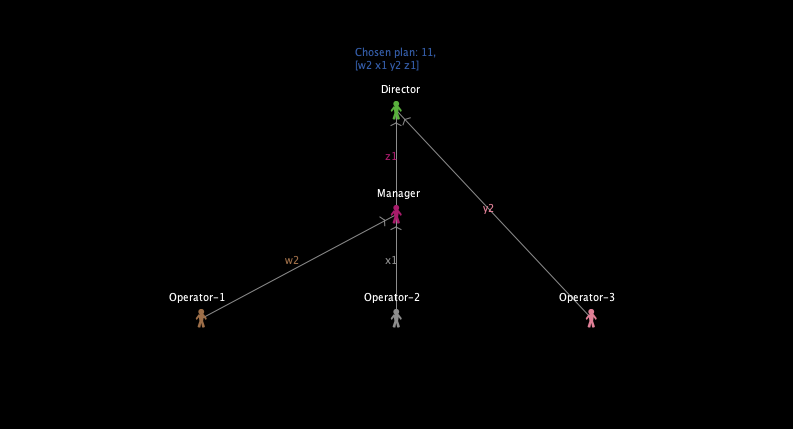 Chosen plan: 11,
[w2 x1 y2 z1]
Director
z1
Manager
y2
w2
x1
Operator-1
Operator-2
Operator-3